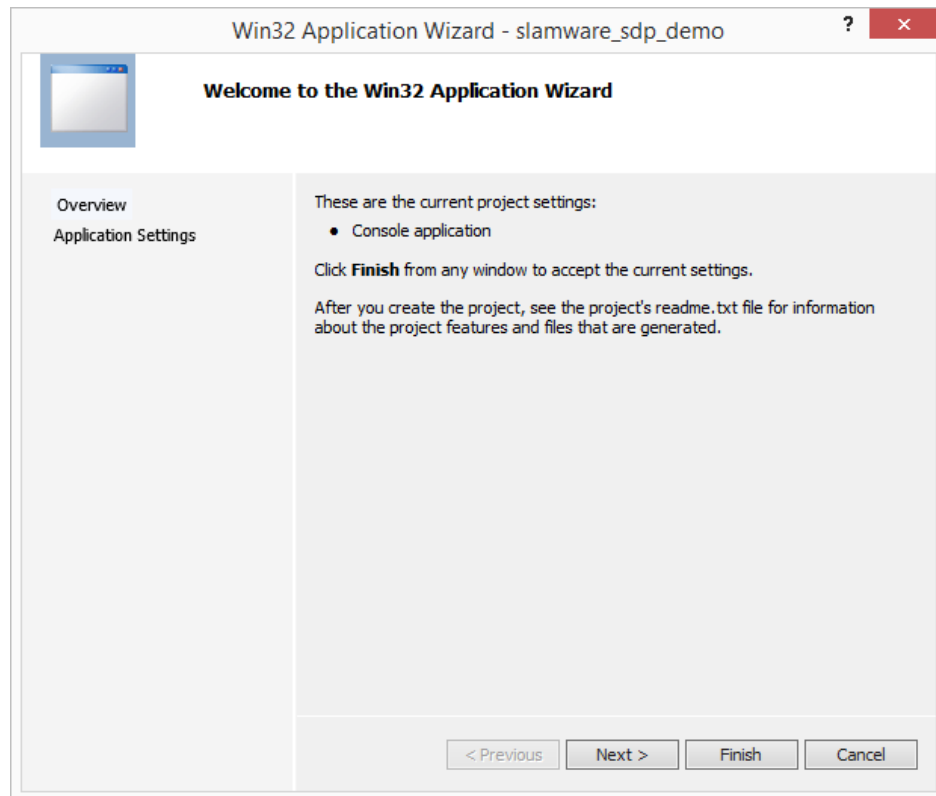 Win32 Application Wizard - slamware_sdp_demo
? ×
Welcome to the Win32 Application Wizard
Overview
Application Settings
These are the current project settings:
● Console application
Click Finish from any window to accept the current settings.
After you create the project, see the project's readme.txt file for information
about the project features and files that are generated.
< Previous
Next >
Finish
Cancel